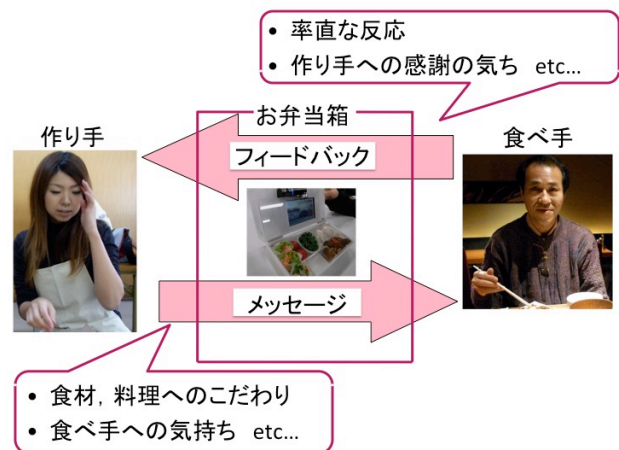 • 率直な反応
• 作り手への感謝の気ち etc...
お弁当箱
作り手
食べ手
フィードバック
メッセージ
• 食材，料理へのこだわり
• 食べ手への気持ち etc...